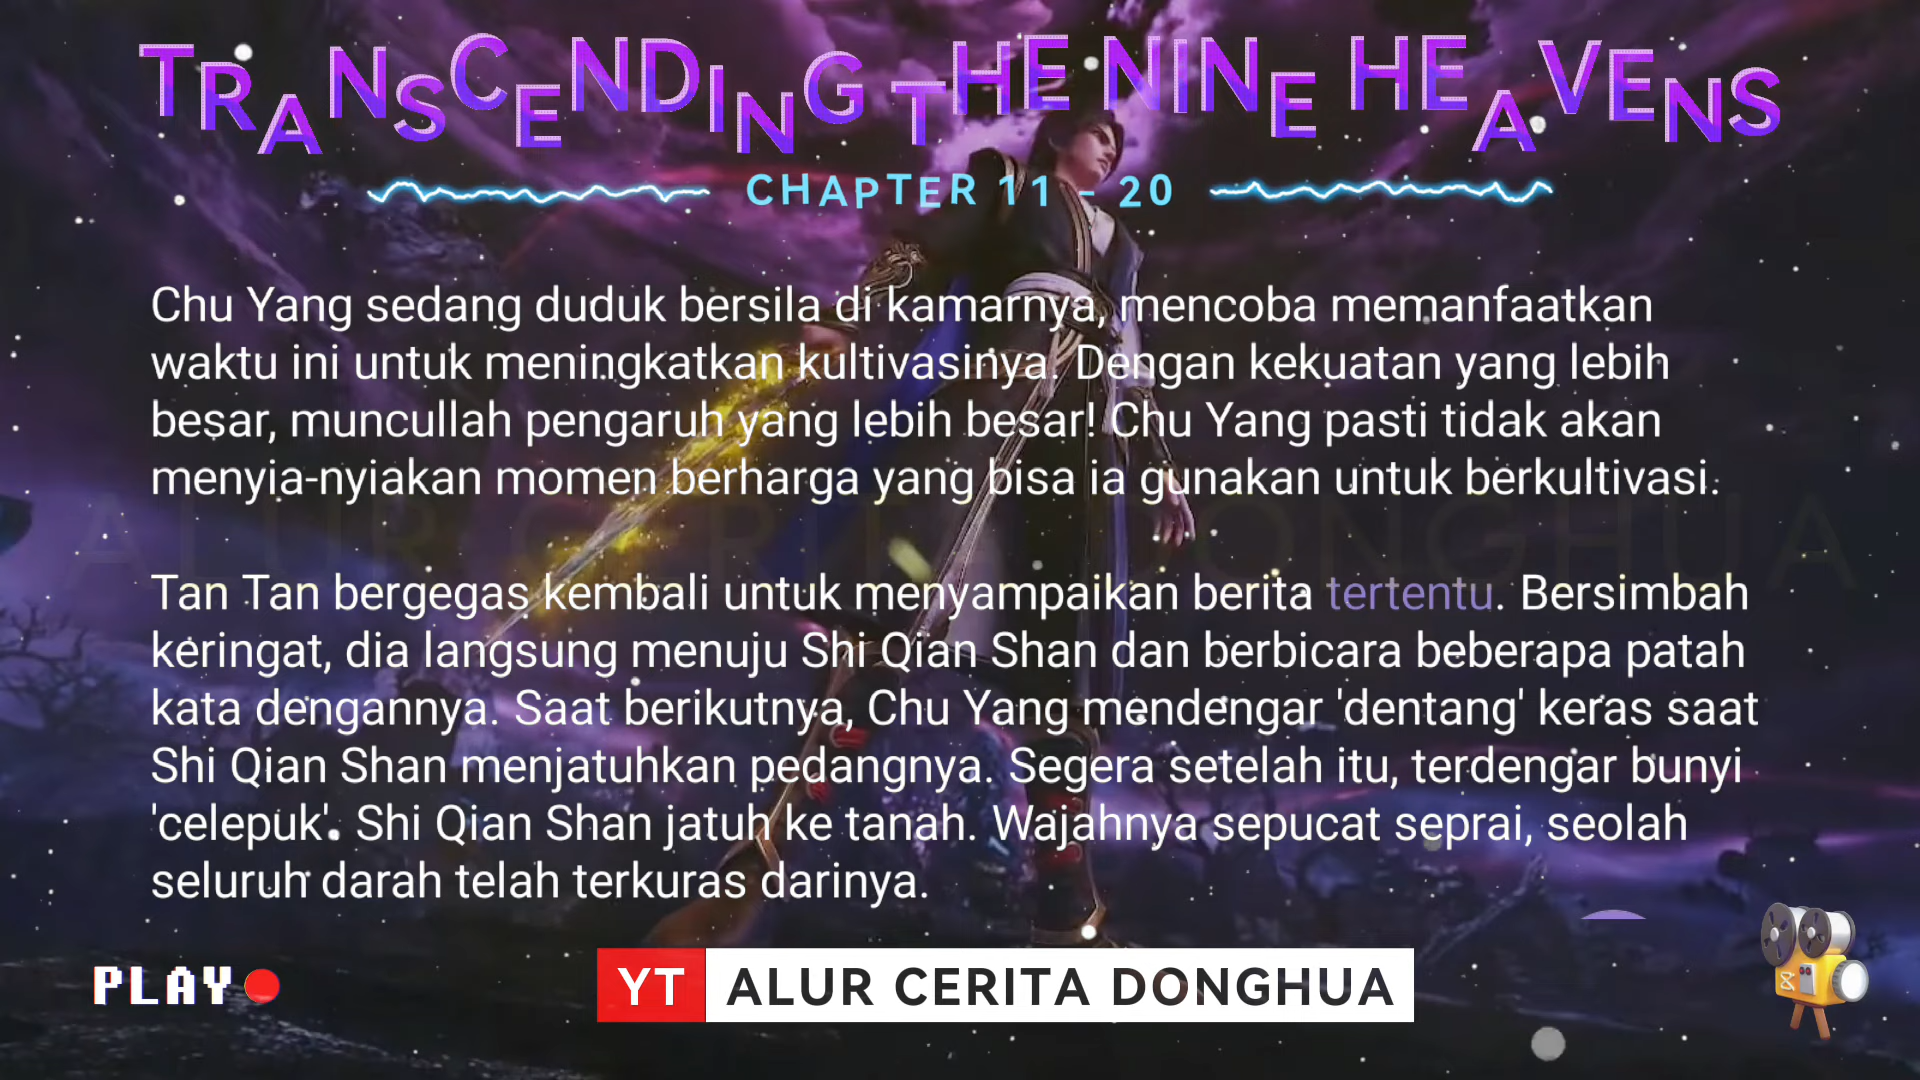 TRANSCENDING THE NINE HEAVENS
CHAPTER 11 - 20
Chu Yang sedang duduk bersila di kamarnya, mencoba memanfaatkan
waktu ini untuk meningkatkan kultivasinya. Dengan kekuatan yang lebih
besar, muncullah pengaruh yang lebih besar! Chu Yang pasti tidak akan
menyia-nyiakan momen berharga yang bisa ia gunakan untuk berkultivasi.
ALUR CERITA DONGHUA
Tan Tan bergegas kembali untuk menyampaikan berita tertentu. Bersimbah
keringat, dia langsung menuju Shi Qian Shan dan berbicara beberapa patah
kata dengannya. Saat berikutnya, Chu Yang mendengar 'dentang' keras saat
Shi Qian Shan menjatuhkan pedangnya. Segera setelah itu, terdengar bunyi
'celepuk'. Shi Qian Shan jatuh ke tanah. Wajahnya sepucat seprai, seolah
seluruh darah telah terkuras darinya.
PLAY
YT ALUR CERITA DONGHUA